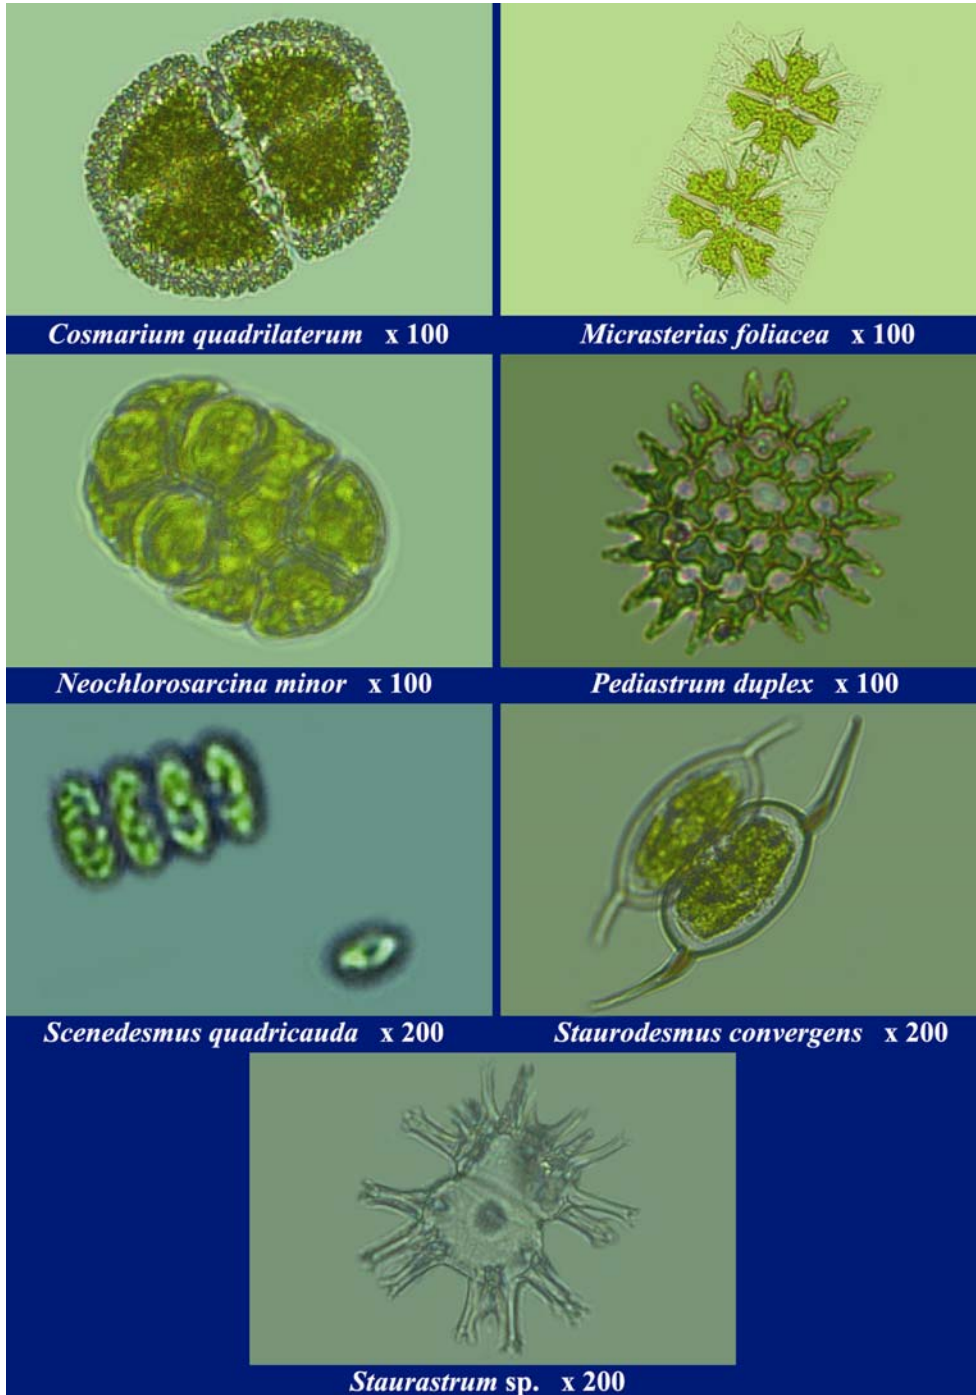 Cosmarium quadrilaterum x 100
Micrasterias foliacea x 100
Neochlorosarcina minor x 100
Pediastrum duplex x 100
Scenedesmus quadricauda x 200
Staurodesmus convergens x 200
Staurastrum sp. x 200